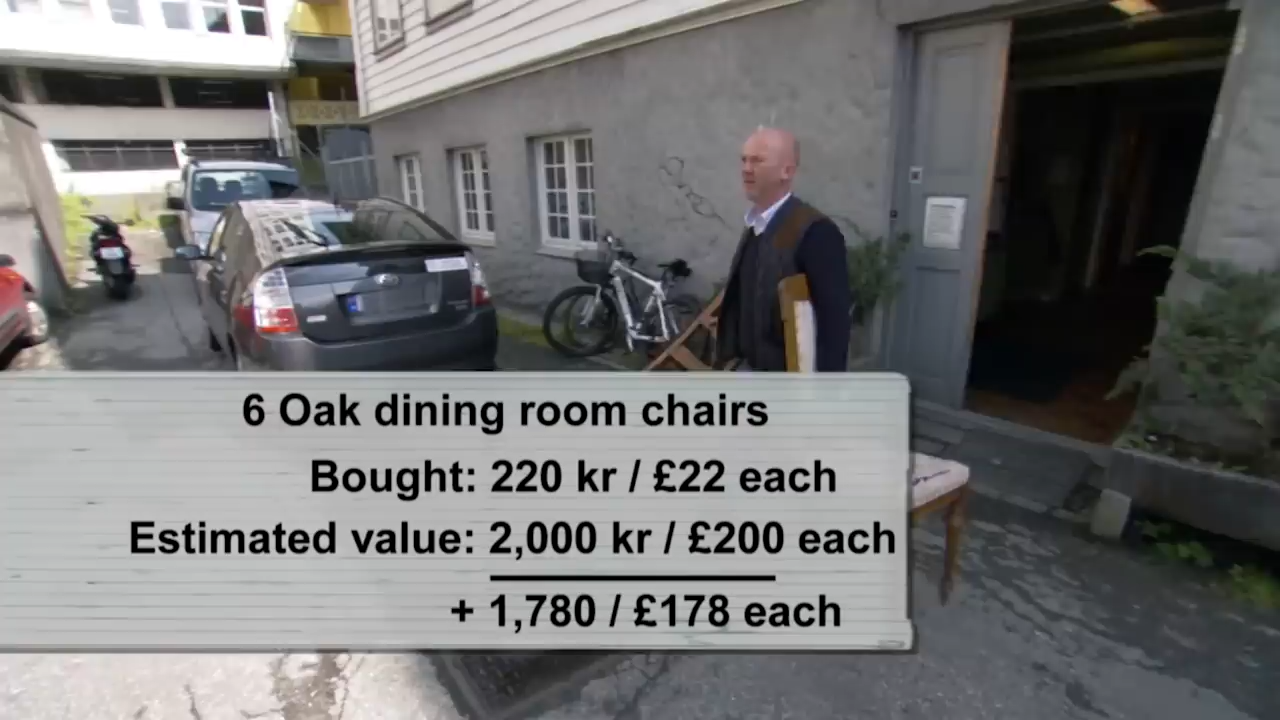 6 Oak dining room chairs
Bought: 220 kr / £22 each
Estimated value: 2,000 kr / £200 each
+ 1,780 / £178 each